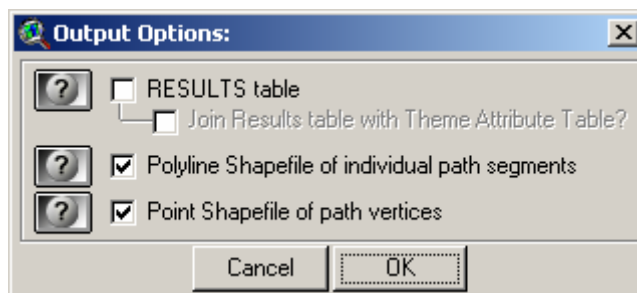 Output Options:
? RESULTS table
Join Results table with Theme Attribute Table?
? Polyline Shapefile of individual path segments
? Point Shapefile of path vertices
Cancel OK